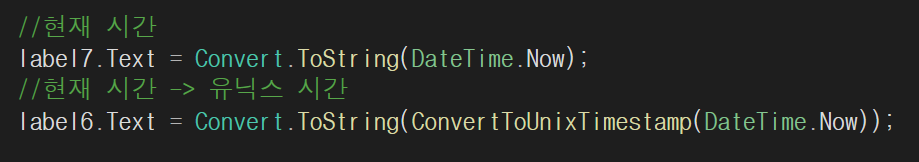 //현재 시간
label7.Text = Convert.ToString(DateTime.Now);
//현재 시간 -> 유닉스 시간
label6.Text = Convert.ToString(ConvertToUnixTimestamp(DateTime.Now));